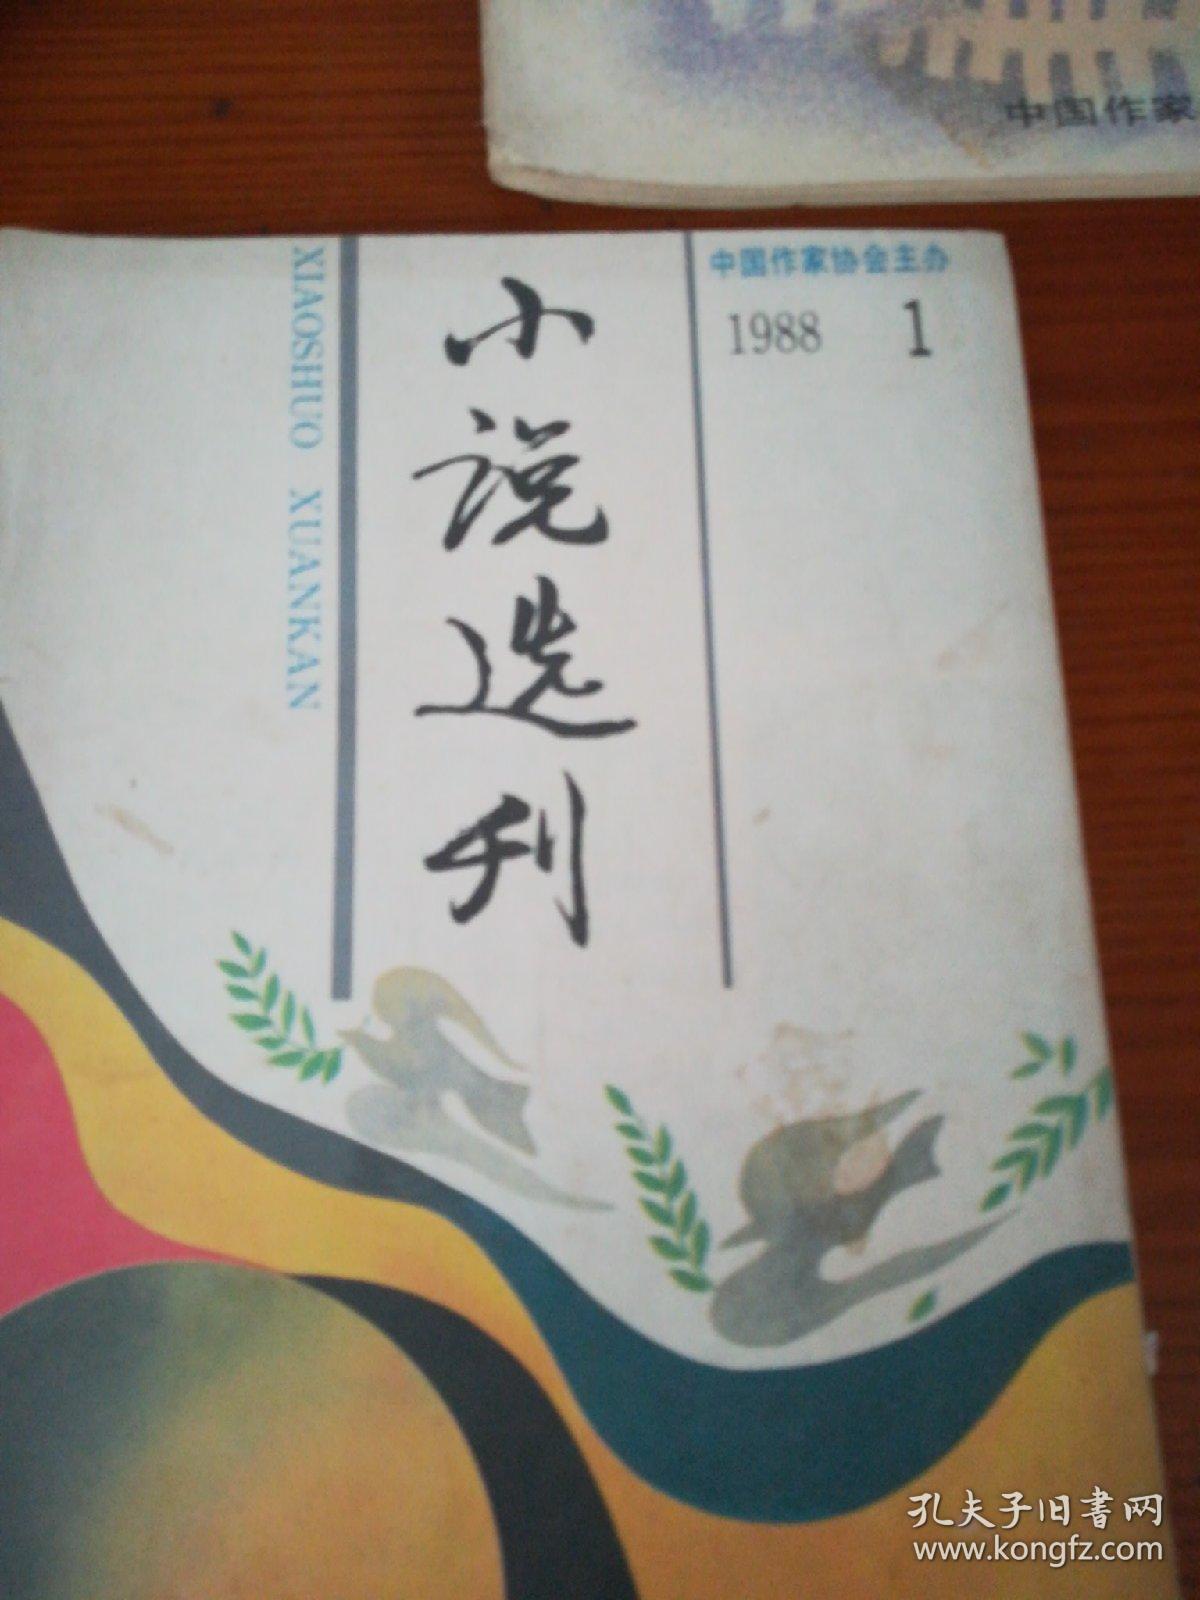 中国作家
中国作家协会主办
1988 1
小说选刊
XIAOSHUO XUANKAN
孔夫子旧书网
www.kongfz.com